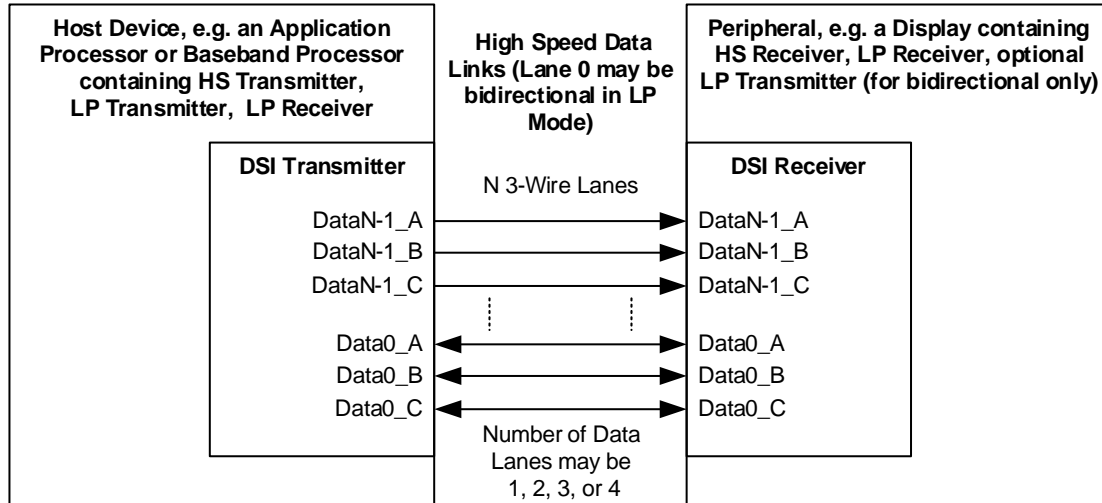 Host Device, e.g. an Application
Processor or Baseband Processor
containing HS Transmitter,
LP Transmitter, LP Receiver
High Speed Data
Links (Lane 0 may be
bidirectional in LP
Mode)
Peripheral, e.g. a Display containing
HS Receiver, LP Receiver, optional
LP Transmitter (for bidirectional only)
DSI Transmitter
N 3-Wire Lanes
DSI Receiver
DataN-1_A
DataN-1_A
DataN-1_B
DataN-1_B
DataN-1_C
DataN-1_C
Data0_A
Data0_A
Data0_B
Data0_B
Data0_C
Data0_C
Number of Data
Lanes may be
1, 2, 3, or 4